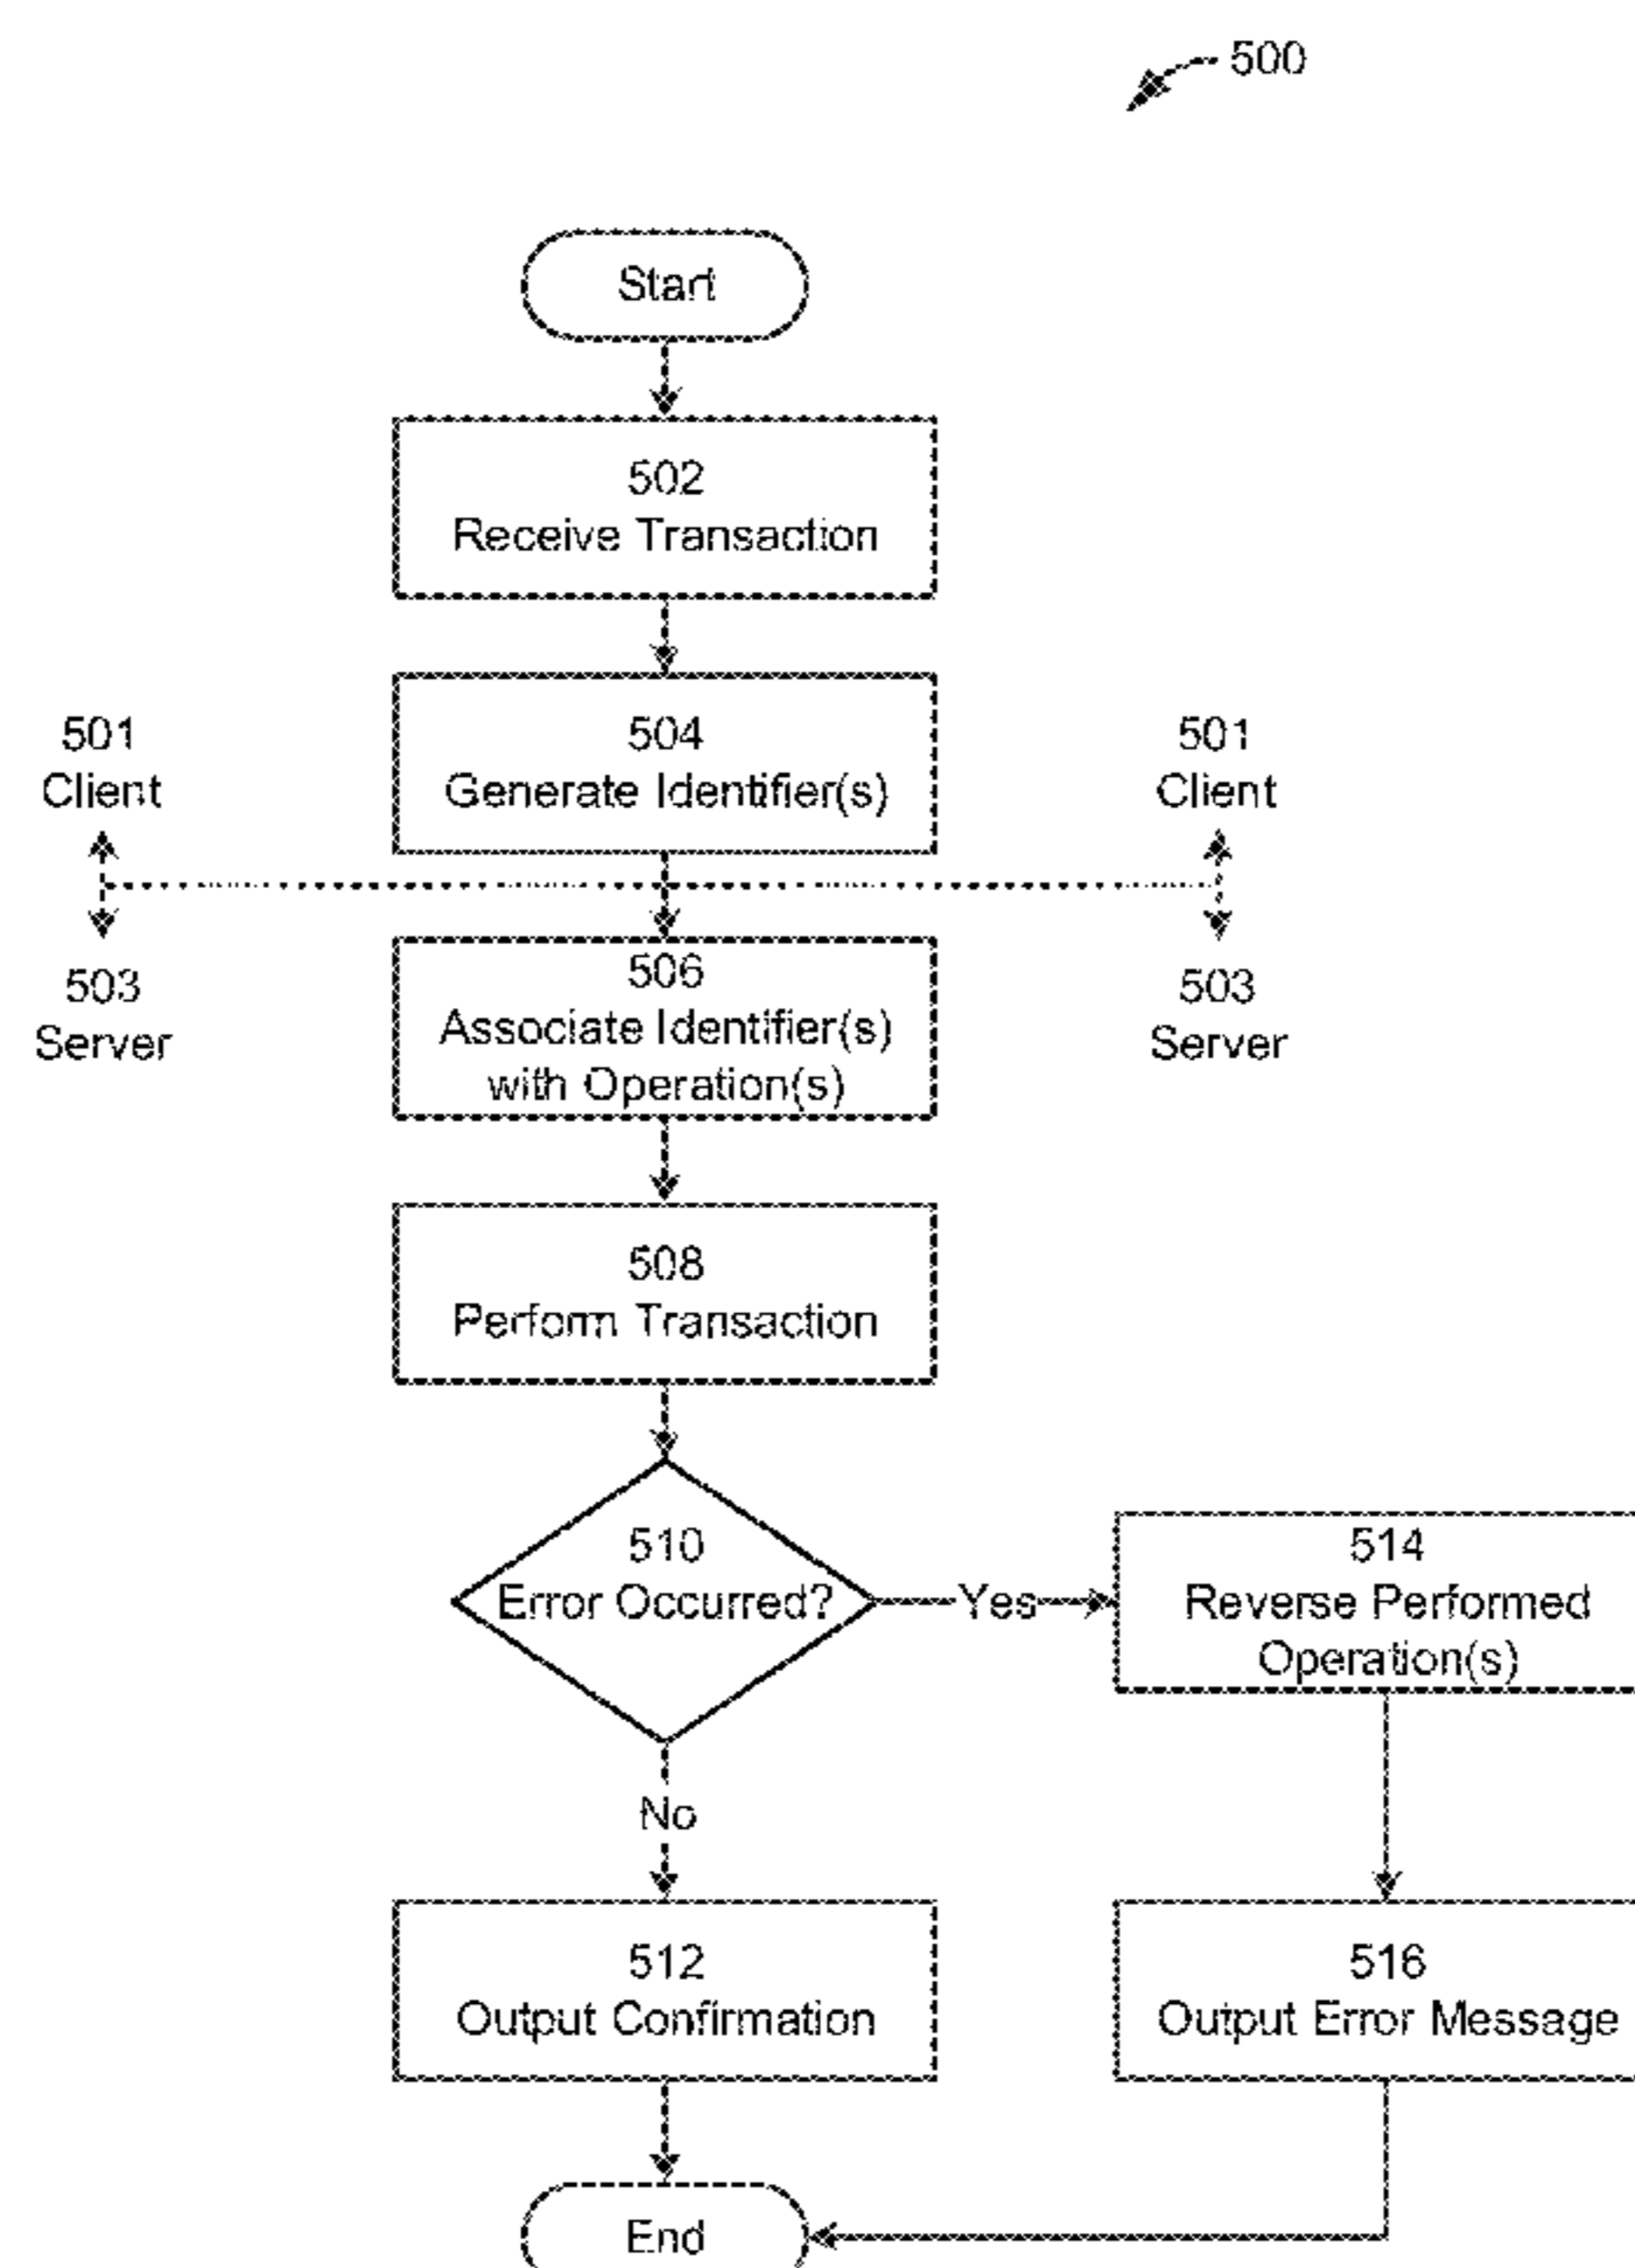 500
Start
502
Receive Transaction
504
Generate Identifier(s)
501
Client
501
Client
503
Server
503
Server
506
Associate Identifier(s)
with Operation(s)
508
Perform Transaction
510
Error Occurred?
Yes
514
Reverse Performed
Operation(s)
No
512
Output Confirmation
516
Output Error Message
End